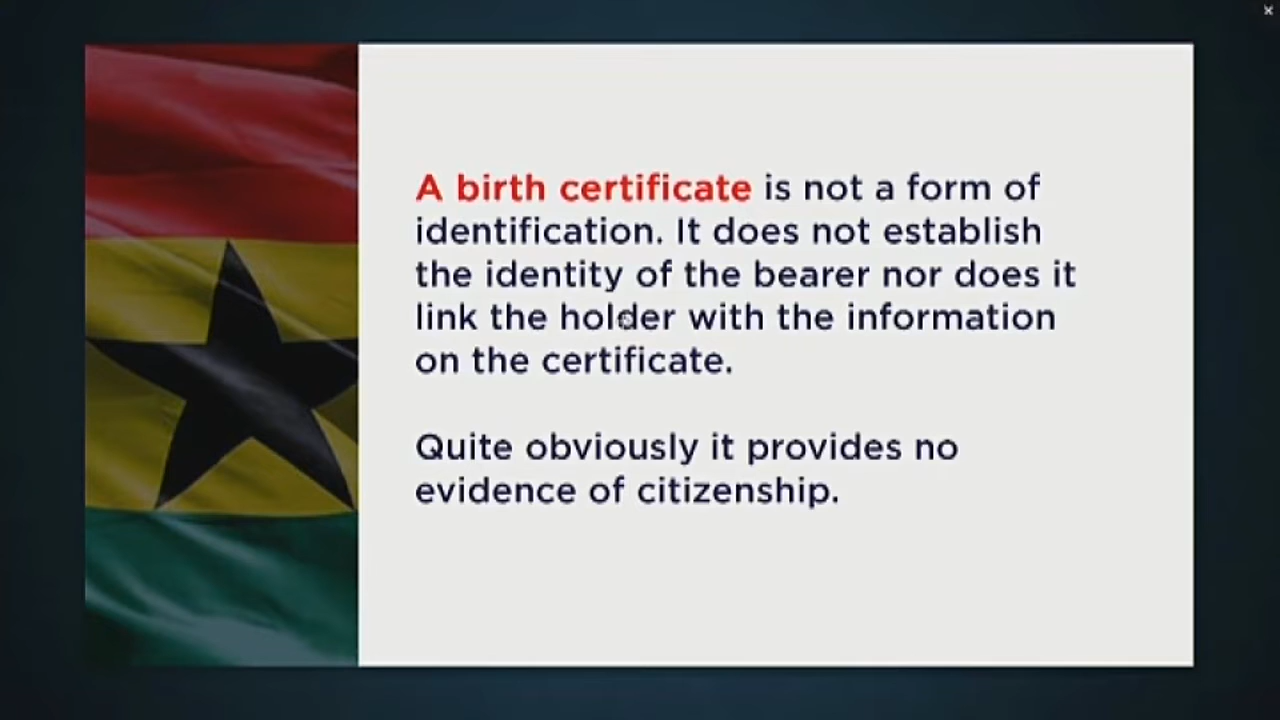 A birth certificate is not a form of
identification. It does not establish
the identity of the bearer nor does it
link the holder with the information
on the certificate.
Quite obviously it provides no
evidence of citizenship.